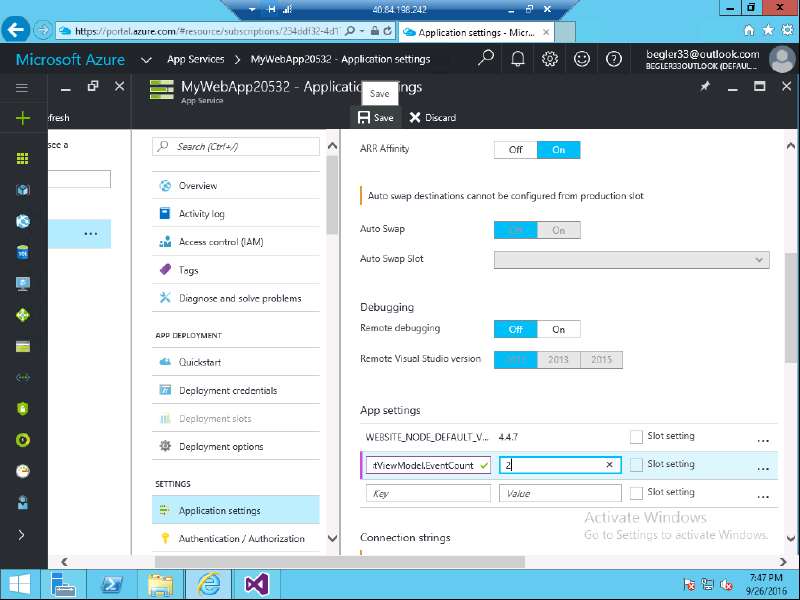 40.84.198.242
https://portal.azure.com/#resource/subscriptions/234ddf32-4d1
Application settings - Micr...
Microsoft Azure
App Services
MyWebApp20532 - Application settings
begler33@outlook.com
BEGLER33OUTLOOK (DEFAUL...
MyWebApp20532 - Applicat
ttings
App Service
Save
Save
Discard
efresh
see a
...
Search (Ctrl+/)
Overview
Activity log
Access control (IAM)
Tags
Diagnose and solve problems
APP DEPLOYMENT
Quickstart
Deployment credentials
Deployment slots
Deployment options
SETTINGS
Application settings
Authentication / Authorization
ARR Affinity
Off
On
Auto swap destinations cannot be configured from production slot
Auto Swap
On
Auto Swap Slot
Debugging
Remote debugging
Off
On
Remote Visual Studio version
2013
2015
App settings
WEBSITE_NODE_DEFAULT_V...
4.4.7
Slot setting
...
tViewModel.EventCount
2
Slot setting
...
Key
Value
Slot setting
...
Connection strings
Activate Windows
Go to Settings to activate Windows.
7:47 PM
9/26/2016